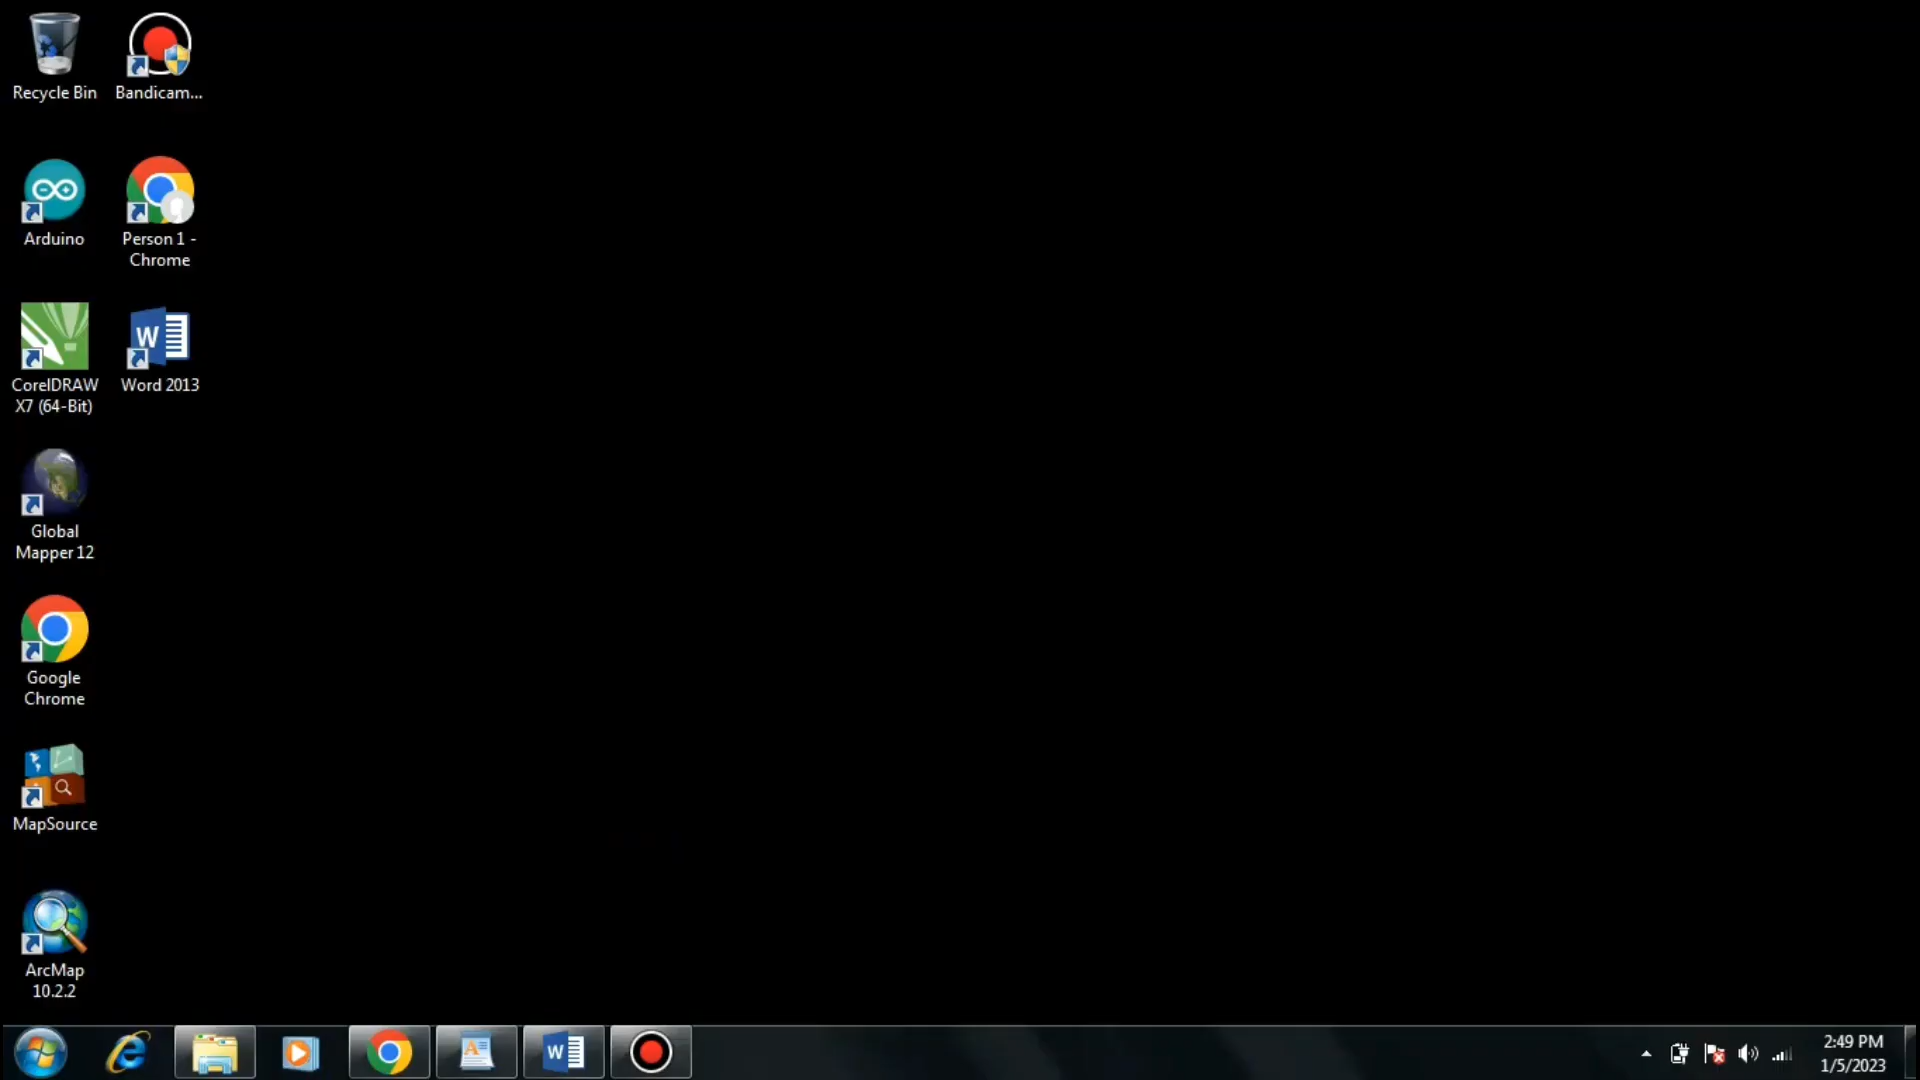 Recycle Bin
Bandicam...
Arduino
Person 1 -
Chrome
CorelDRAW
X7 (64-Bit)
Word 2013
Global
Mapper 12
Google
Chrome
MapSource
ArcMap
10.2.2
2:49 PM
1/5/2023